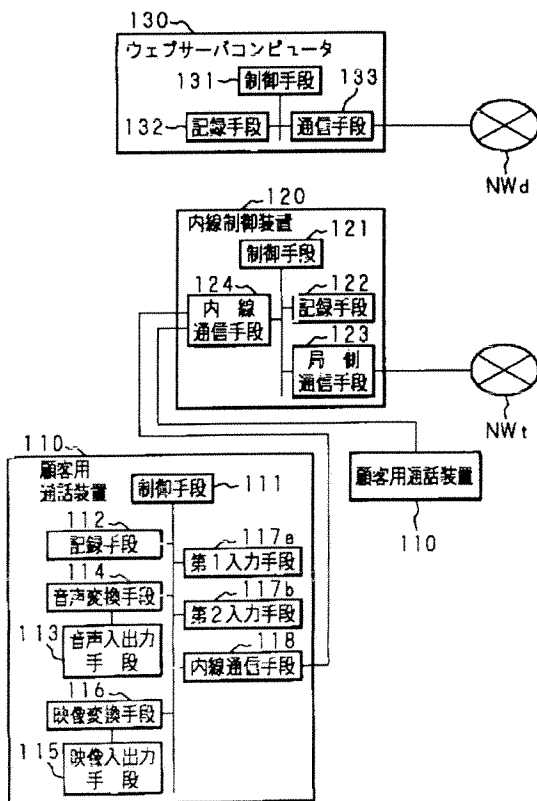 130
ウェブサーバコンピュータ
131
制御手段
133
132
記録手段
通信手段
NWd
120
内線制御装置
121
制御手段
124
内線
通信手段
122
記録手段
123
局側
通信手段
NWt
110
顧客用
通話装置
制御手段
111
顧客用通話装置
110
112
記録手段
117a
第1入力手段
114
音声変換手段
117b
第2入力手段
113
音声入出力
手段
118
内線通信手段
116
映像変換手段
115
映像入出力
手段